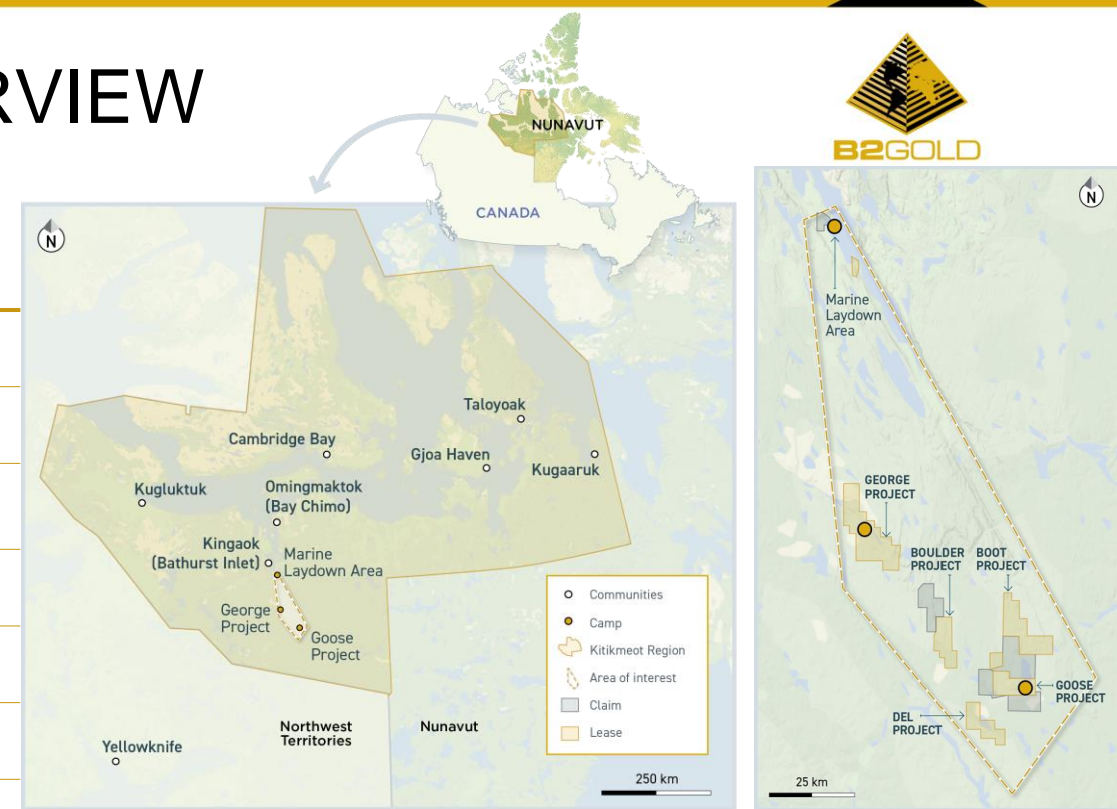 RVIEW
NUNAVUT
CANADA
B2GOLD
N
Taloyoak
Cambridge Bay
Gjoa Haven
Kugaaruk
Kugluktuk
Omingmaktok
(Bay Chimo)
Kingaok
(Bathurst Inlet)
Marine
Laydown Area
George
Project
Goose
Project
Northwest
Territories
Nunavut
Yellowknife
Communities
Camp
Kitikmeot Region
Area of interest
Claim
Lease
250 km
N
Marine
Laydown
Area
GEORGE
PROJECT
BOULDER
PROJECT
BOOT
PROJECT
GOOSE
PROJECT
DEL
PROJECT
25 km